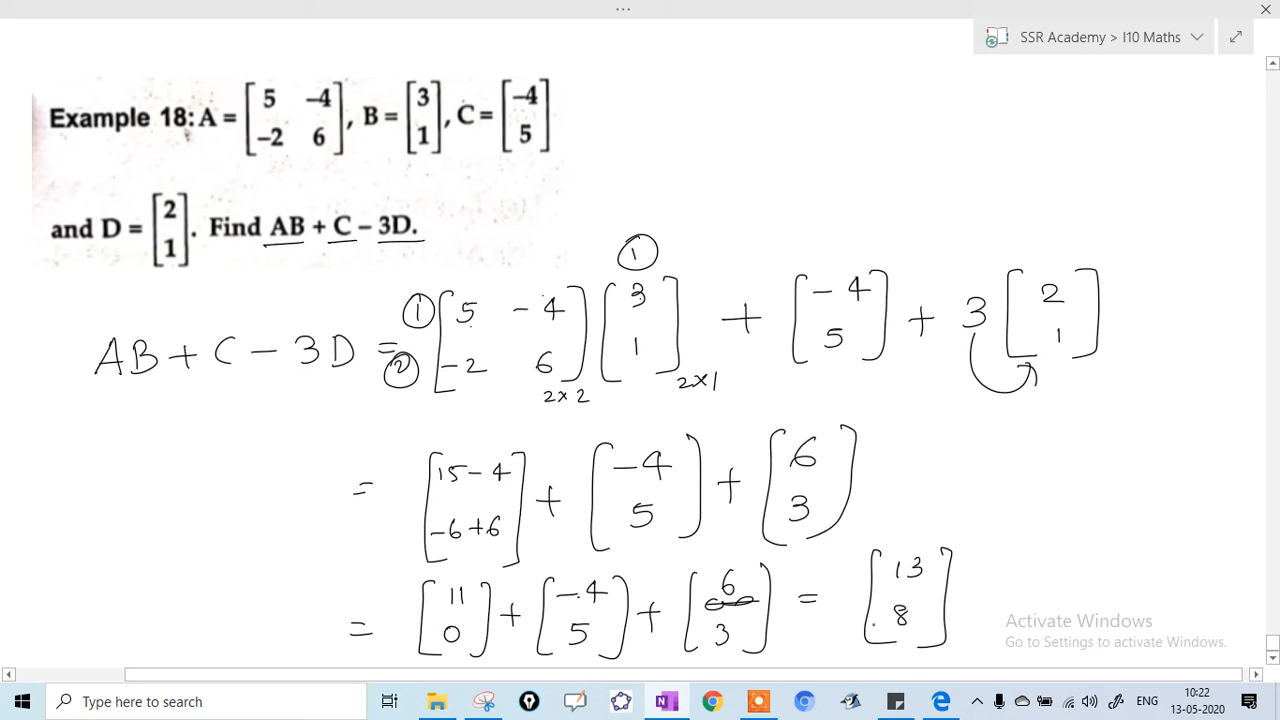 SSR Academy > I10 Maths
Example 18: A = [5 -4; -2 6], B = [3; 1], C = [-4; 5]
and D = [2; 1]. Find AB + C – 3D.
AB + C - 3D = ① ② [5 -4; -2 6] 2×2 ① [3; 1] 2×1 + [-4; 5] + 3 [2; 1]
= [15-4; -6+6] + [-4; 5] + [6; 3]
= [11; 0] + [-4; 5] + [6; 3] = [13; 8]
Activate Windows
Go to Settings to activate Windows.
Type here to search
ENG
10:22
13-05-2020